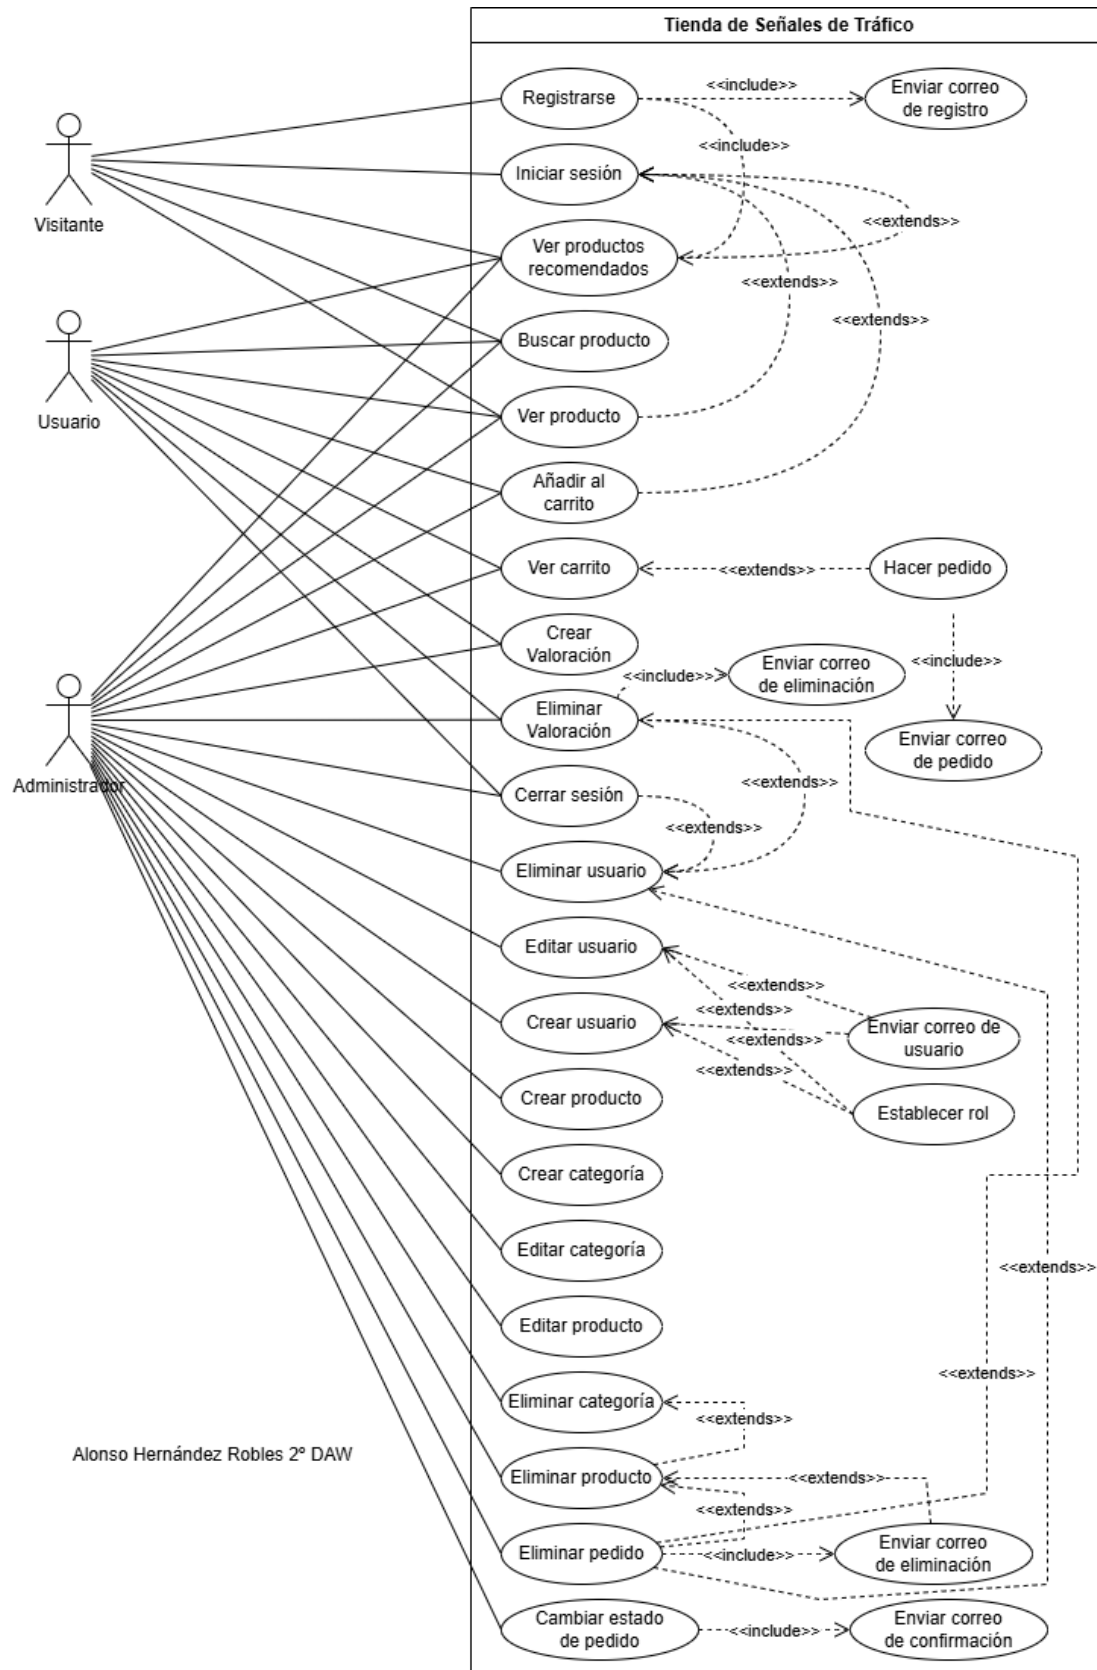 Tienda de Señales de Tráfico
Registrarse
<<include>>
Enviar correo
de registro
Visitante
<<include>>
Iniciar sesión
<<extends>>
Ver productos
recomendados
<<extends>>
Usuario
<<extends>>
Buscar producto
Ver producto
Añadir al
carrito
Ver carrito
<<extends>>
Hacer pedido
Crear
Valoración
<<include>>
Enviar correo
de eliminación
<<include>>
Eliminar
Valoración
Enviar correo
de pedido
Administrador
<<extends>>
Cerrar sesión
<<extends>>
Eliminar usuario
Editar usuario
<<extends>>
<<extends>>
Crear usuario
Enviar correo de
usuario
<<extends>>
<<extends>>
Crear producto
Establecer rol
Crear categoría
Editar categoría
<<extends>>
Editar producto
<<extends>>
Eliminar categoría
<<extends>>
Alonso Hernández Robles 2º DAW
Eliminar producto
<<extends>>
<<extends>>
Eliminar pedido
<<include>>
Enviar correo
de eliminación
Cambiar estado
de pedido
<<include>>
Enviar correo
de confirmación